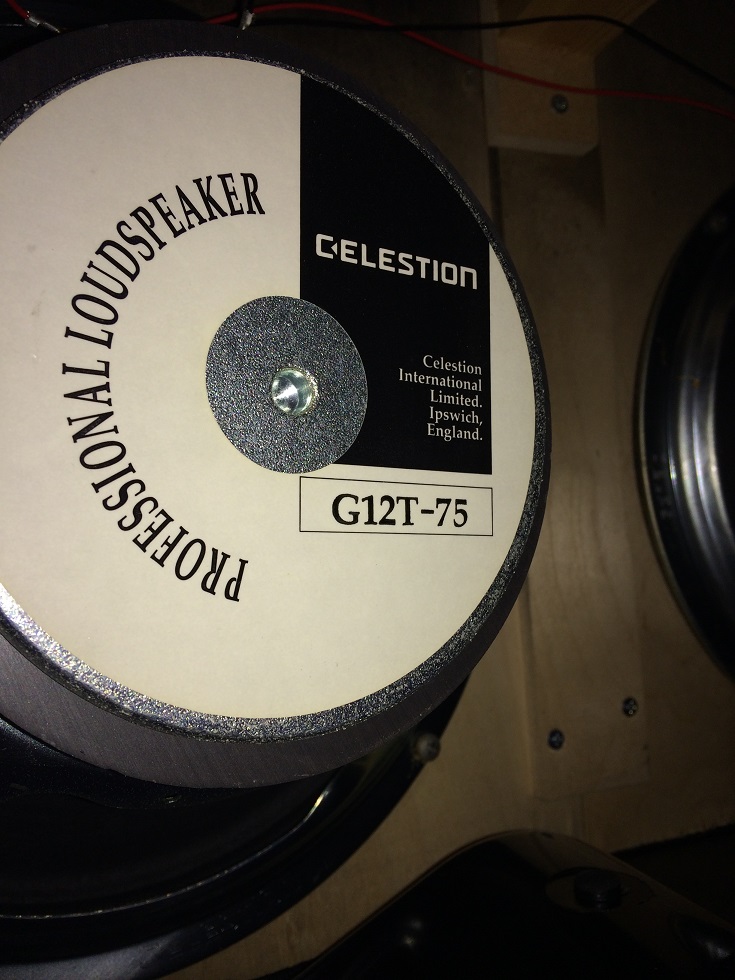 PROFESSIONAL LOUDSPEAKER
CELESTION
Celestion
International
Limited.
Ipswich,
England.
G12T-75